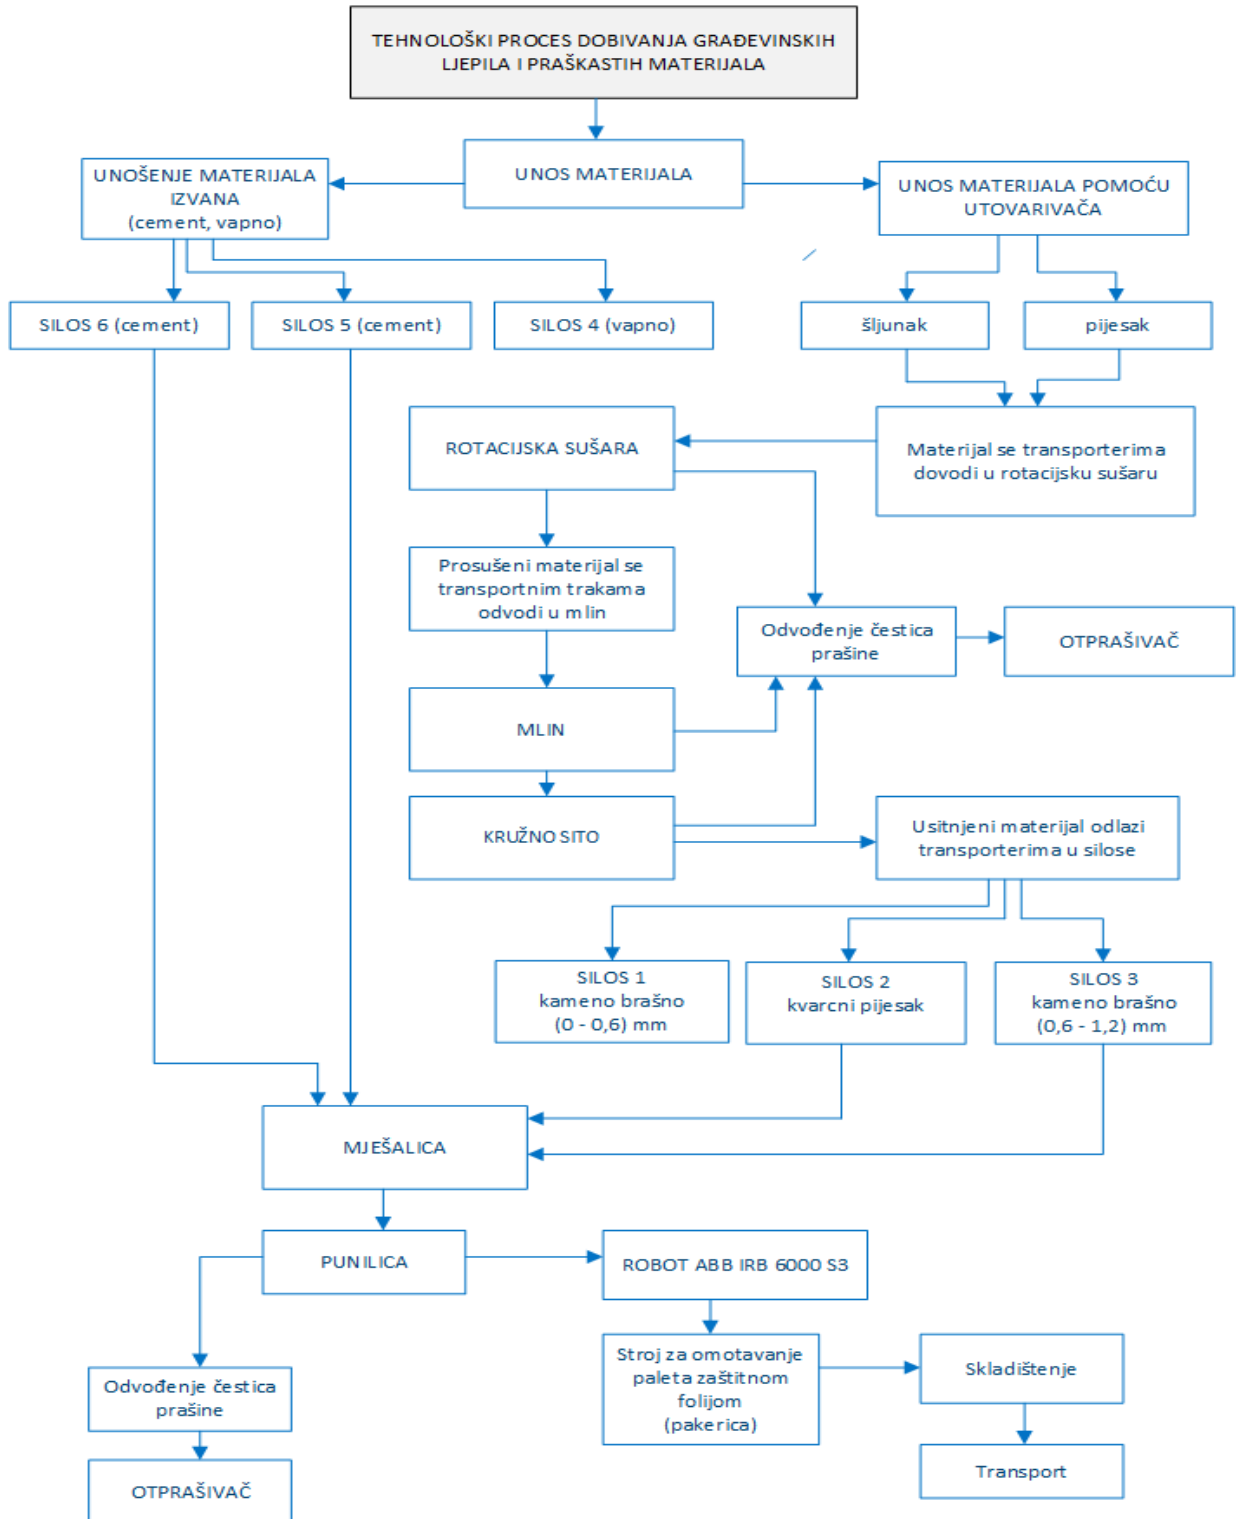 TEHNOLOŠKI PROCES DOBIVANJA GRAĐEVINSKIH
LJEPILA I PRAŠKASTIH MATERIJALA
UNOS MATERIJALA
UNOŠENJE MATERIJALA
IZVANA
(cement, vapno)
UNOS MATERIJALA POMOĆU
UTOVARIVAČA
SILOS 6 (cement)
SILOS 5 (cement)
SILOS 4 (vapno)
šljunak
pijesak
ROTACIJSKA SUŠARA
Materijal se transporterima
dovodi u rotacijsku sušaru
Prosušeni materijal se
transportnim trakama
odvodi u mlin
Odvođenje čestica
prašine
OTPRAŠIVAČ
MLIN
KRUŽNO SITO
Usitnjeni materijal odlazi
transporterima u silose
SILOS 1
kameno brašno
(0 - 0,6) mm
SILOS 2
kvarcni pijesak
SILOS 3
kameno brašno
(0,6 - 1,2) mm
MJEŠALICA
PUNILICA
ROBOT ABB IRB 6000 S3
Stroj za omotavanje
paleta zaštitnom
folijom
(pakerica)
Skladištenje
Odvođenje čestica
prašine
Transport
OTPRAŠIVAČ